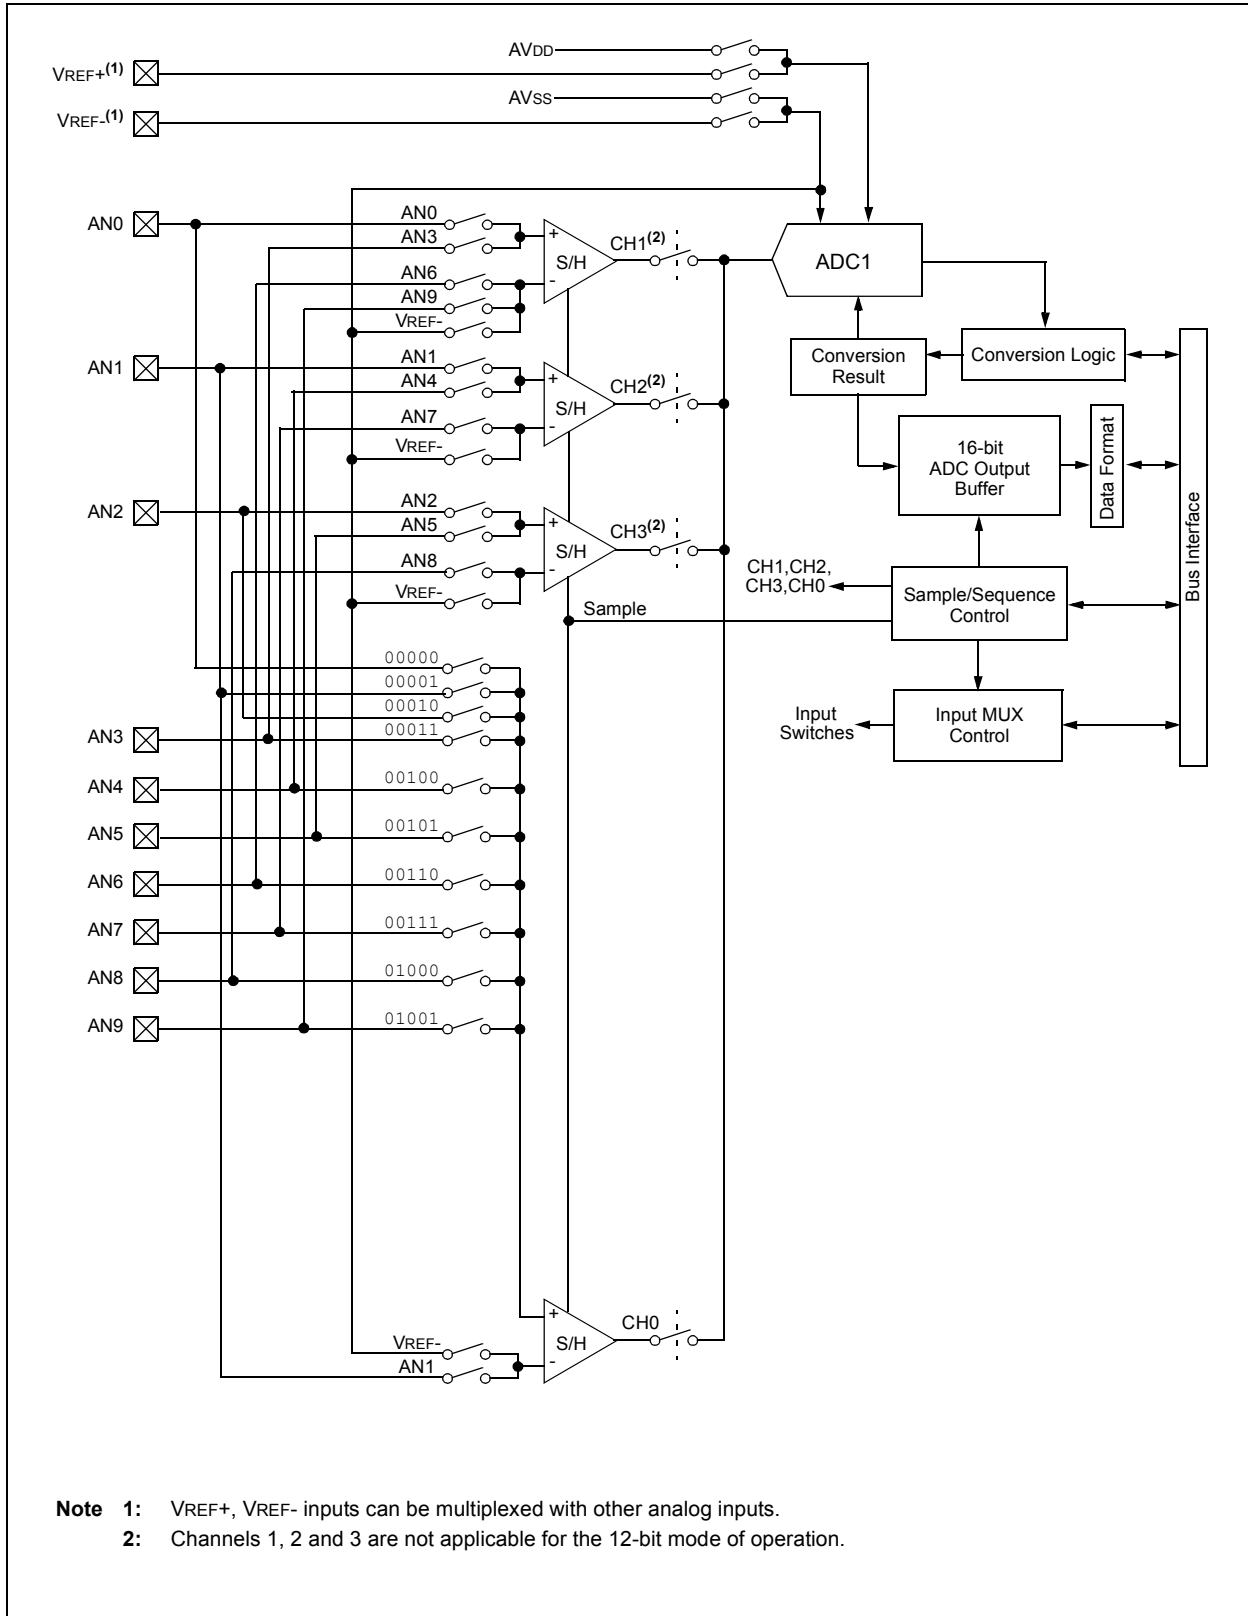 AVDD
VREF+(1)
AVSS
VREF-(1)
AN0
AN0
AN3
AN6
AN9
VREF-
+
-
S/H
CH1(2)
ADC1
Conversion Logic
Conversion
Result
AN1
AN1
AN4
AN7
VREF-
+
-
S/H
CH2(2)
16-bit
ADC Output
Buffer
Data Format
Bus Interface
AN2
AN2
AN5
AN8
VREF-
+
-
S/H
CH3(2)
CH1,CH2,
CH3,CH0
Sample/Sequence
Control
Sample
00000
00001
00010
00011
AN3
Input
Switches
Input MUX
Control
AN4
00100
AN5
00101
AN6
00110
AN7
00111
AN8
01000
AN9
01001
VREF-
AN1
+
-
S/H
CH0
Note 1: VREF+, VREF- inputs can be multiplexed with other analog inputs.
2: Channels 1, 2 and 3 are not applicable for the 12-bit mode of operation.